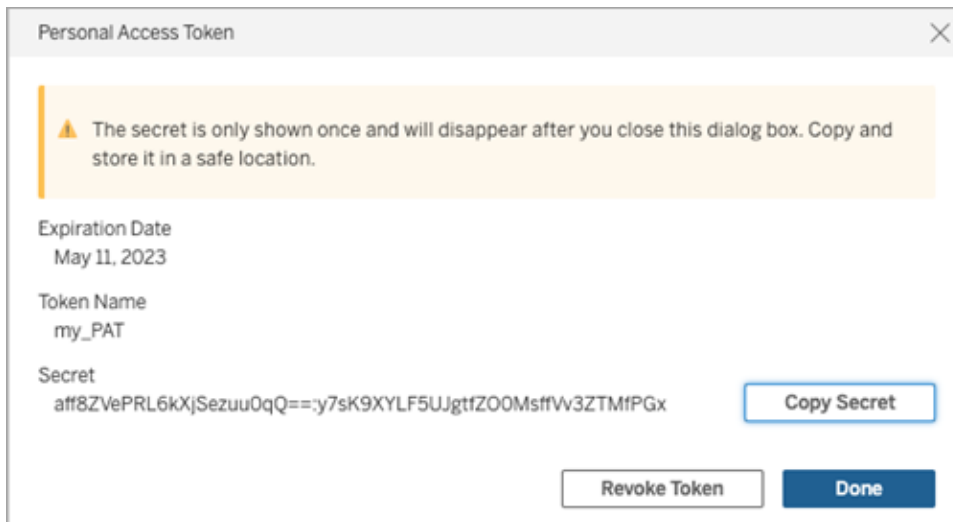 Personal Access Token
The secret is only shown once and will disappear after you close this dialog box. Copy and
store it in a safe location.
Expiration Date
May 11, 2023
Token Name
my_PAT
Secret
aff8ZVePRL6kXjSezuu0qQ==:y7sK9XYLF5UJgtfZO0MsffVv3ZTMfPGx
Copy Secret
Revoke Token
Done